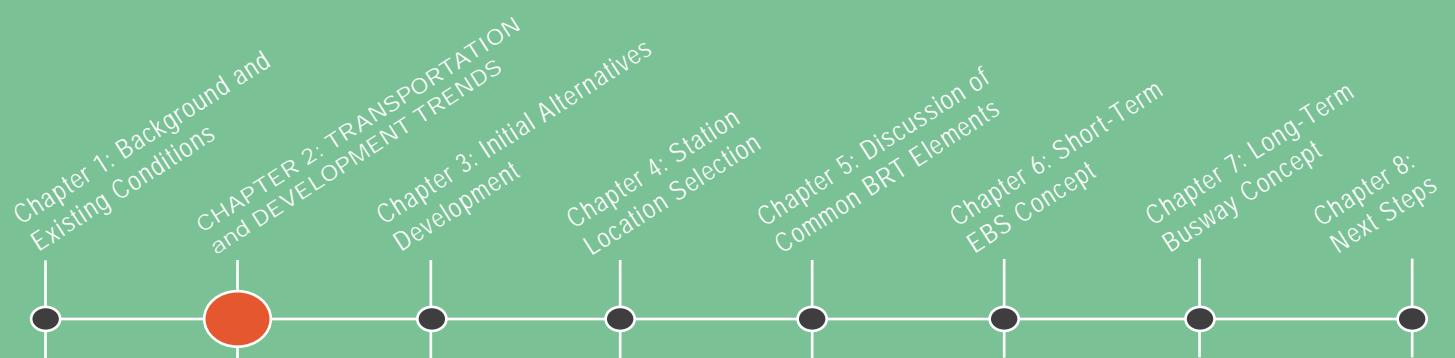 Chapter 1: Background and
Existing Conditions
CHAPTER 2: TRANSPORTATION
and DEVELOPMENT TRENDS
Chapter 3: Initial Alternatives
Development
Chapter 4: Station
Location Selection
Chapter 5: Discussion of
Common BRT Elements
Chapter 6: Short-Term
EBS Concept
Chapter 7: Long-Term
Busway Concept
Chapter 8:
Next Steps